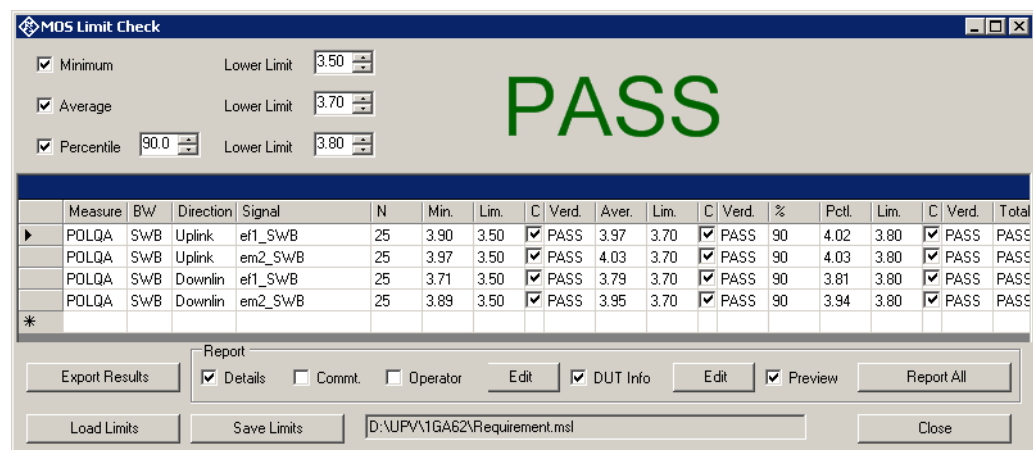 MOS Limit Check
Minimum Lower Limit 3.50
PASS
Average Lower Limit 3.70
Percentile 90.0 Lower Limit 3.80
Measure BW Direction Signal N Min. Lim. C Verd. Aver. Lim. C Verd. % Pctl. Lim. C Verd. Total
POLQA SWB Uplink ef1_SWB 25 3.90 3.50 PASS 3.97 3.70 PASS 90 4.02 3.80 PASS PASS
POLQA SWB Uplink em2_SWB 25 3.97 3.50 PASS 4.03 3.70 PASS 90 4.03 3.80 PASS PASS
POLQA SWB Downlin ef1_SWB 25 3.71 3.50 PASS 3.79 3.70 PASS 90 3.81 3.80 PASS PASS
POLQA SWB Downlin em2_SWB 25 3.89 3.50 PASS 3.95 3.70 PASS 90 3.94 3.80 PASS PASS
Report
Export Results Details Commt. Operator Edit DUT Info Edit Preview Report All
Load Limits Save Limits D:\UPV\1GA62\Requirement.msl Close